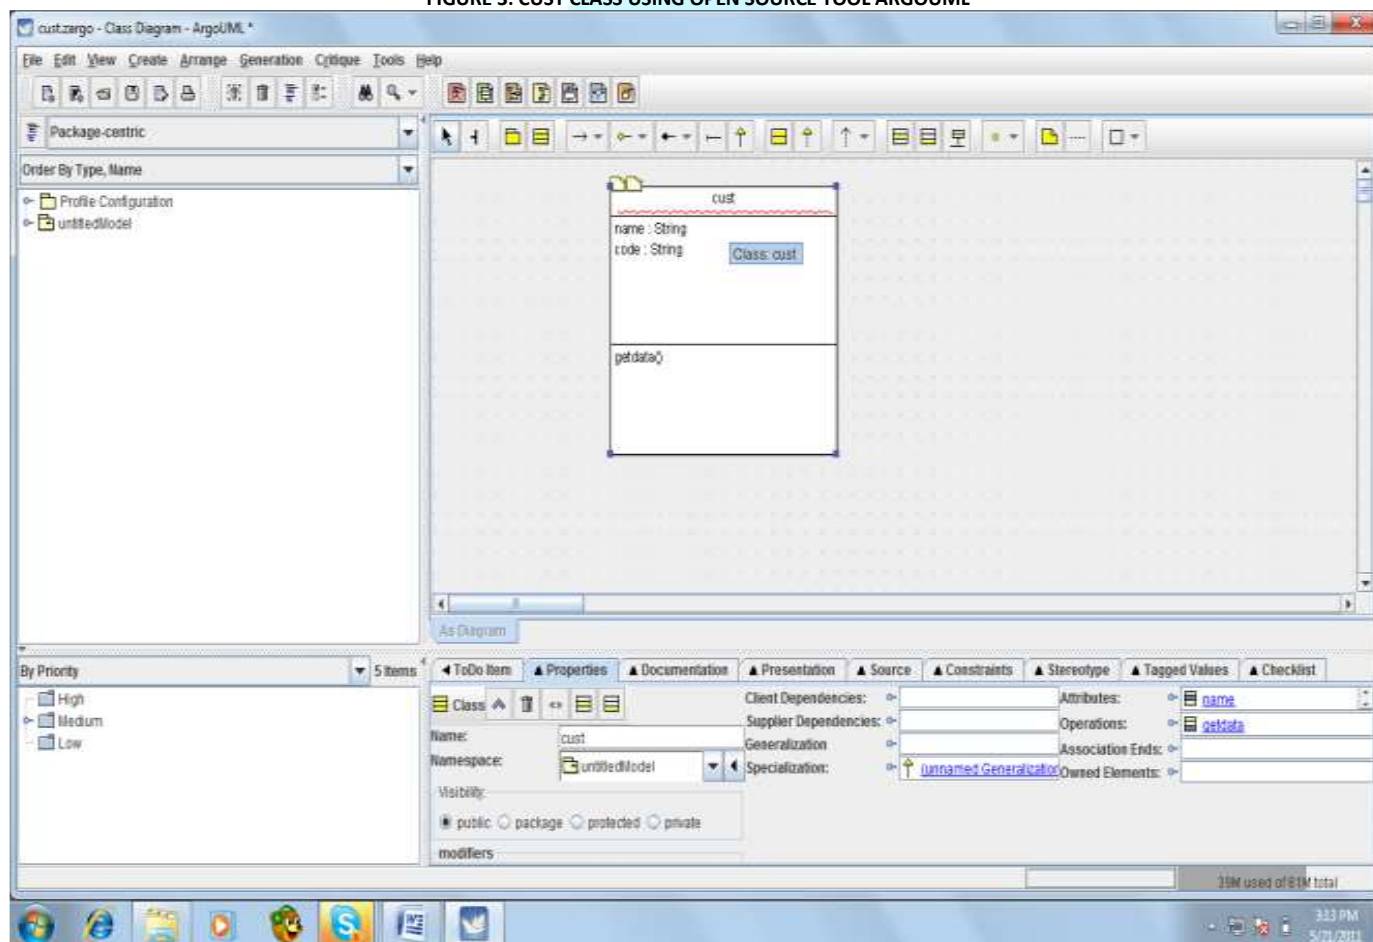 FIGURE 3: CUST CLASS USING OPEN SOURCE TOOL ARGOUML
cust.zargo - Class Diagram - ArgoUML *
File Edit View Create Arrange Generation Critique Tools Help
Package-centric
Order By Type, Name
Profile Configuration
untitledModel
cust
name : String
code : String
Class: cust
getdata()
As Diagram
By Priority
5 Items
High
Medium
Low
ToDo Item Properties Documentation Presentation Source Constraints Stereotype Tagged Values Checklist
Class
Name: cust
Namespace: untitledModel
Visibility:
public package protected private
modifiers
Client Dependencies:
Supplier Dependencies:
Generalization
Specialization: (unnamed Generalization
Attributes: name
Operations: getdata
Association Ends:
Owned Elements:
39M used of 81M total
3:13 PM
5/21/2011